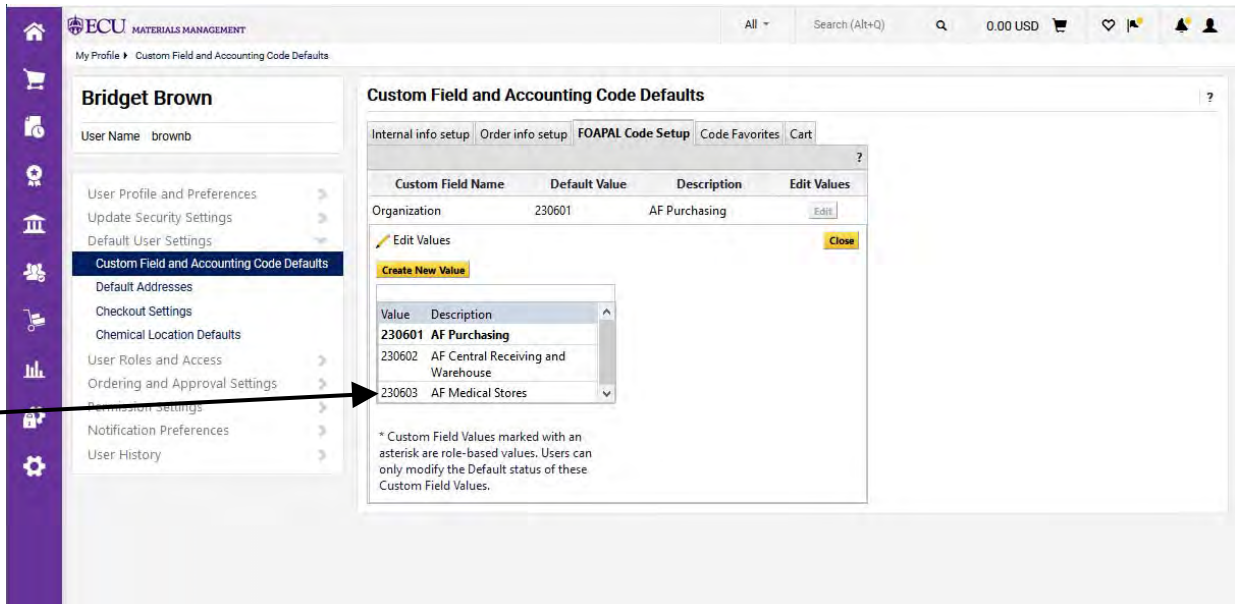 ECU MATERIALS MANAGEMENT
All
Search (Alt+Q)
0.00 USD
My Profile Custom Field and Accounting Code Defaults
Bridget Brown
User Name brownb
User Profile and Preferences
Update Security Settings
Default User Settings
Custom Field and Accounting Code Defaults
Default Addresses
Checkout Settings
Chemical Location Defaults
User Roles and Access
Ordering and Approval Settings
Permission Settings
Notification Preferences
User History
Custom Field and Accounting Code Defaults
?
Internal info setup Order info setup FOAPAL Code Setup Code Favorites Cart
?
Custom Field Name Default Value Description Edit Values
Organization 230601 AF Purchasing Edit
Edit Values Close
Create New Value
Value Description
230601 AF Purchasing
230602 AF Central Receiving and
Warehouse
230603 AF Medical Stores
* Custom Field Values marked with an
asterisk are role-based values. Users can
only modify the Default status of these
Custom Field Values.